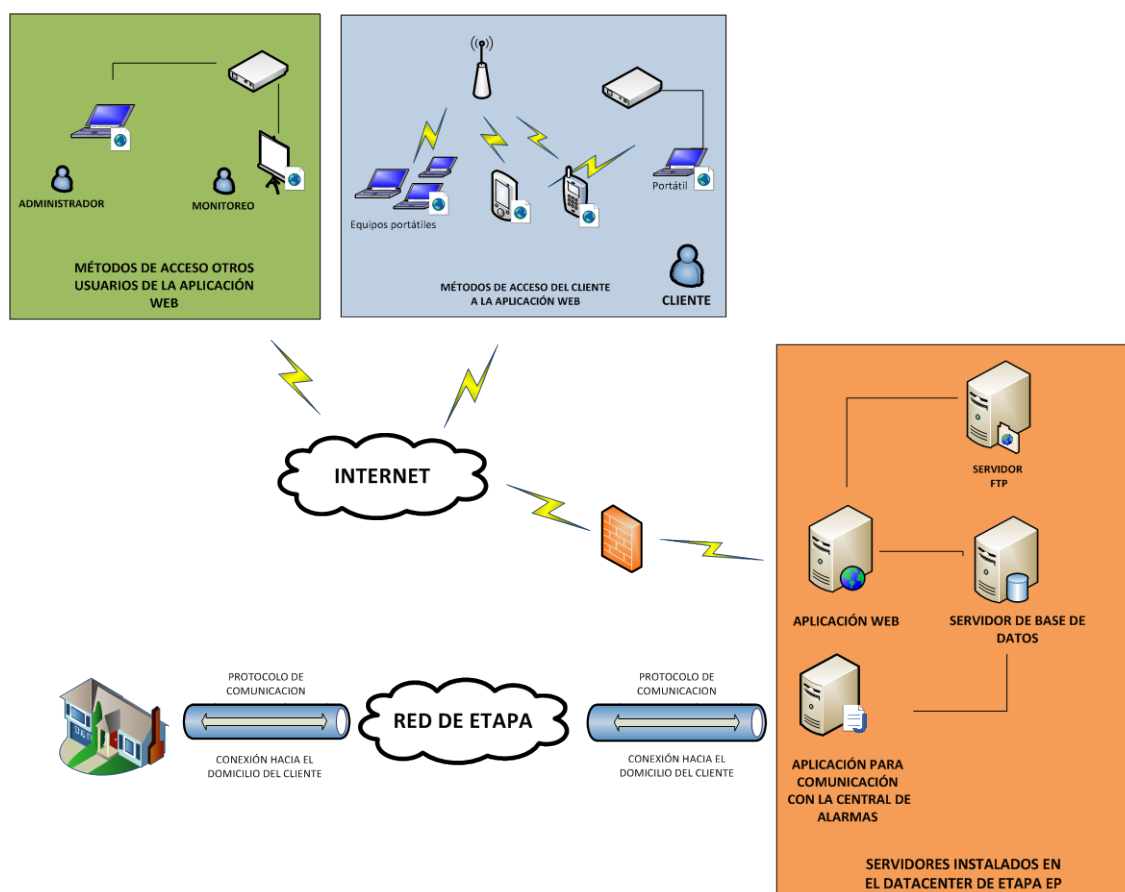 ADMINISTRADOR
MONITOREO
MÉTODOS DE ACCESO OTROS
USUARIOS DE LA APLICACIÓN
WEB
Equipos portátiles
Portátil
MÉTODOS DE ACCESO DEL CLIENTE
A LA APLICACIÓN WEB
CLIENTE
INTERNET
SERVIDOR
FTP
APLICACIÓN WEB
SERVIDOR DE BASE DE
DATOS
PROTOCOLO DE
COMUNICACION
CONEXIÓN HACIA EL
DOMICILIO DEL CLIENTE
RED DE ETAPA
PROTOCOLO DE
COMUNICACION
CONEXIÓN HACIA EL
DOMICILIO DEL CLIENTE
APLICACIÓN PARA
COMUNICACIÓN
CON LA CENTRAL DE
ALARMAS
SERVIDORES INSTALADOS EN
EL DATACENTER DE ETAPA EP